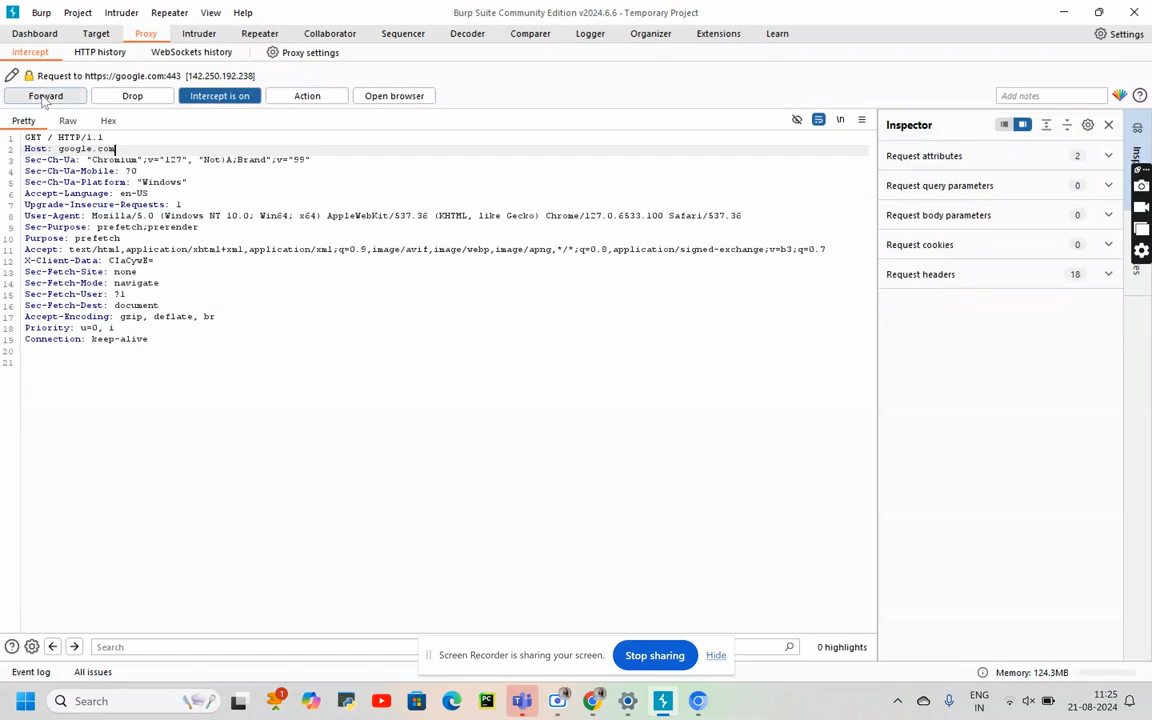 Burp Project Intruder Repeater View Help Burp Suite Community Edition v2024.6.6 - Temporary Project
Dashboard Target Proxy Intruder Repeater Collaborator Sequencer Decoder Comparer Logger Organizer Extensions Learn Settings
Intercept HTTP history WebSockets history Proxy settings
Request to https://google.com:443 [142.250.192.238]
Forward Drop Intercept is on Action Open browser Add notes
Pretty Raw Hex \n Inspector
1 GET / HTTP/1.1
2 Host: google.com
3 Sec-Ch-Ua: "Chromium";v="127", "Not)A;Brand";v="99"
4 Sec-Ch-Ua-Mobile: ?0
5 Sec-Ch-Ua-Platform: "Windows"
6 Accept-Language: en-US
7 Upgrade-Insecure-Requests: 1
8 User-Agent: Mozilla/5.0 (Windows NT 10.0; Win64; x64) AppleWebKit/537.36 (KHTML, like Gecko) Chrome/127.0.6533.100 Safari/537.36
9 Sec-Purpose: prefetch;prerender
10 Purpose: prefetch
11 Accept: text/html,application/xhtml+xml,application/xml;q=0.9,image/avif,image/webp,image/apng,*/*;q=0.8,application/signed-exchange;v=b3;q=0.7
12 X-Client-Data: CIaCywE=
13 Sec-Fetch-Site: none
14 Sec-Fetch-Mode: navigate
15 Sec-Fetch-User: ?1
16 Sec-Fetch-Dest: document
17 Accept-Encoding: gzip, deflate, br
18 Priority: u=0, i
19 Connection: keep-alive
20
21
Request attributes 2
Request query parameters 0
Request body parameters 0
Request cookies 0
Request headers 18
Search 0 highlights
Screen Recorder is sharing your screen. Stop sharing Hide
Event log All issues Memory: 124.3MB
Search 1 ENG IN 11:25 21-08-2024